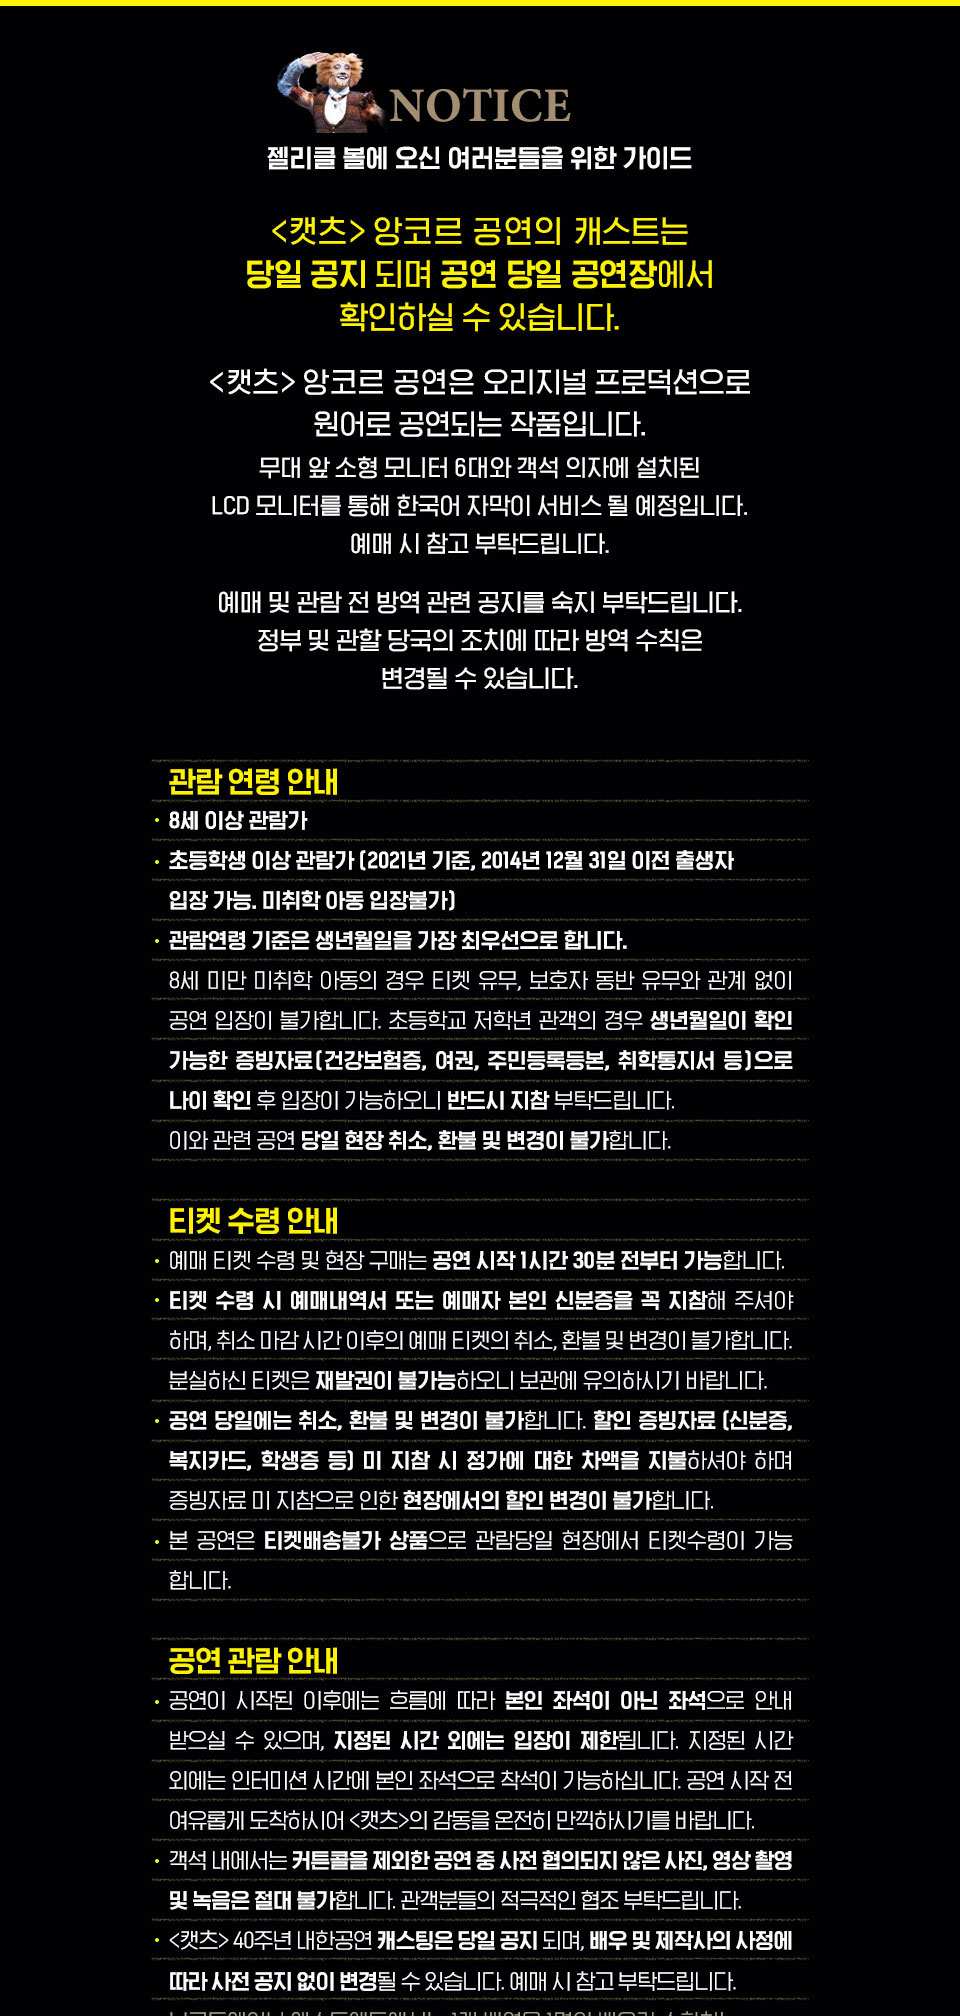 NOTICE
젤리클 볼에 오신 여러분들을 위한 가이드
<캣츠> 앙코르 공연의 캐스트는
당일 공지 되며 공연 당일 공연장에서
확인하실 수 있습니다.
<캣츠> 앙코르 공연은 오리지널 프로덕션으로
원어로 공연되는 작품입니다.
무대 앞 소형 모니터 6대와 객석 의자에 설치된
LCD 모니터를 통해 한국어 자막이 서비스 될 예정입니다.
예매 시 참고 부탁드립니다.
예매 및 관람 전 방역 관련 공지를 숙지 부탁드립니다.
정부 및 관할 당국의 조치에 따라 방역 수칙은
변경될 수 있습니다.
관람 연령 안내
• 8세 이상 관람가
• 초등학생 이상 관람가 (2021년 기준, 2014년 12월 31일 이전 출생자
입장 가능. 미취학 아동 입장불가)
• 관람연령 기준은 생년월일을 가장 최우선으로 합니다.
8세 미만 미취학 아동의 경우 티켓 유무, 보호자 동반 유무와 관계 없이
공연 입장이 불가합니다. 초등학교 저학년 관객의 경우 생년월일이 확인
가능한 증빙자료(건강보험증, 여권, 주민등록등본, 취학통지서 등)으로
나이 확인 후 입장이 가능하오니 반드시 지참 부탁드립니다.
이와 관련 공연 당일 현장 취소, 환불 및 변경이 불가합니다.
티켓 수령 안내
• 예매 티켓 수령 및 현장 구매는 공연 시작 1시간 30분 전부터 가능합니다.
• 티켓 수령 시 예매내역서 또는 예매자 본인 신분증을 꼭 지참해 주셔야
하며, 취소 마감 시간 이후의 예매 티켓의 취소, 환불 및 변경이 불가합니다.
분실하신 티켓은 재발권이 불가능하오니 보관에 유의하시기 바랍니다.
• 공연 당일에는 취소, 환불 및 변경이 불가합니다. 할인 증빙자료 (신분증,
복지카드, 학생증 등) 미 지참 시 정가에 대한 차액을 지불하셔야 하며
증빙자료 미 지참으로 인한 현장에서의 할인 변경이 불가합니다.
• 본 공연은 티켓배송불가 상품으로 관람당일 현장에서 티켓수령이 가능
합니다.
공연 관람 안내
• 공연이 시작된 이후에는 흐름에 따라 본인 좌석이 아닌 좌석으로 안내
받으실 수 있으며, 지정된 시간 외에는 입장이 제한됩니다. 지정된 시간
외에는 인터미션 시간에 본인 좌석으로 착석이 가능하십니다. 공연 시작 전
여유롭게 도착하시어 <캣츠>의 감동을 온전히 만끽하시기를 바랍니다.
• 객석 내에서는 커튼콜을 제외한 공연 중 사전 협의되지 않은 사진, 영상 촬영
및 녹음은 절대 불가합니다. 관객분들의 적극적인 협조 부탁드립니다.
• <캣츠> 40주년 내한공연 캐스팅은 당일 공지 되며, 배우 및 제작사의 사정에
따라 사전 공지 없이 변경될 수 있습니다. 예매 시 참고 부탁드립니다.